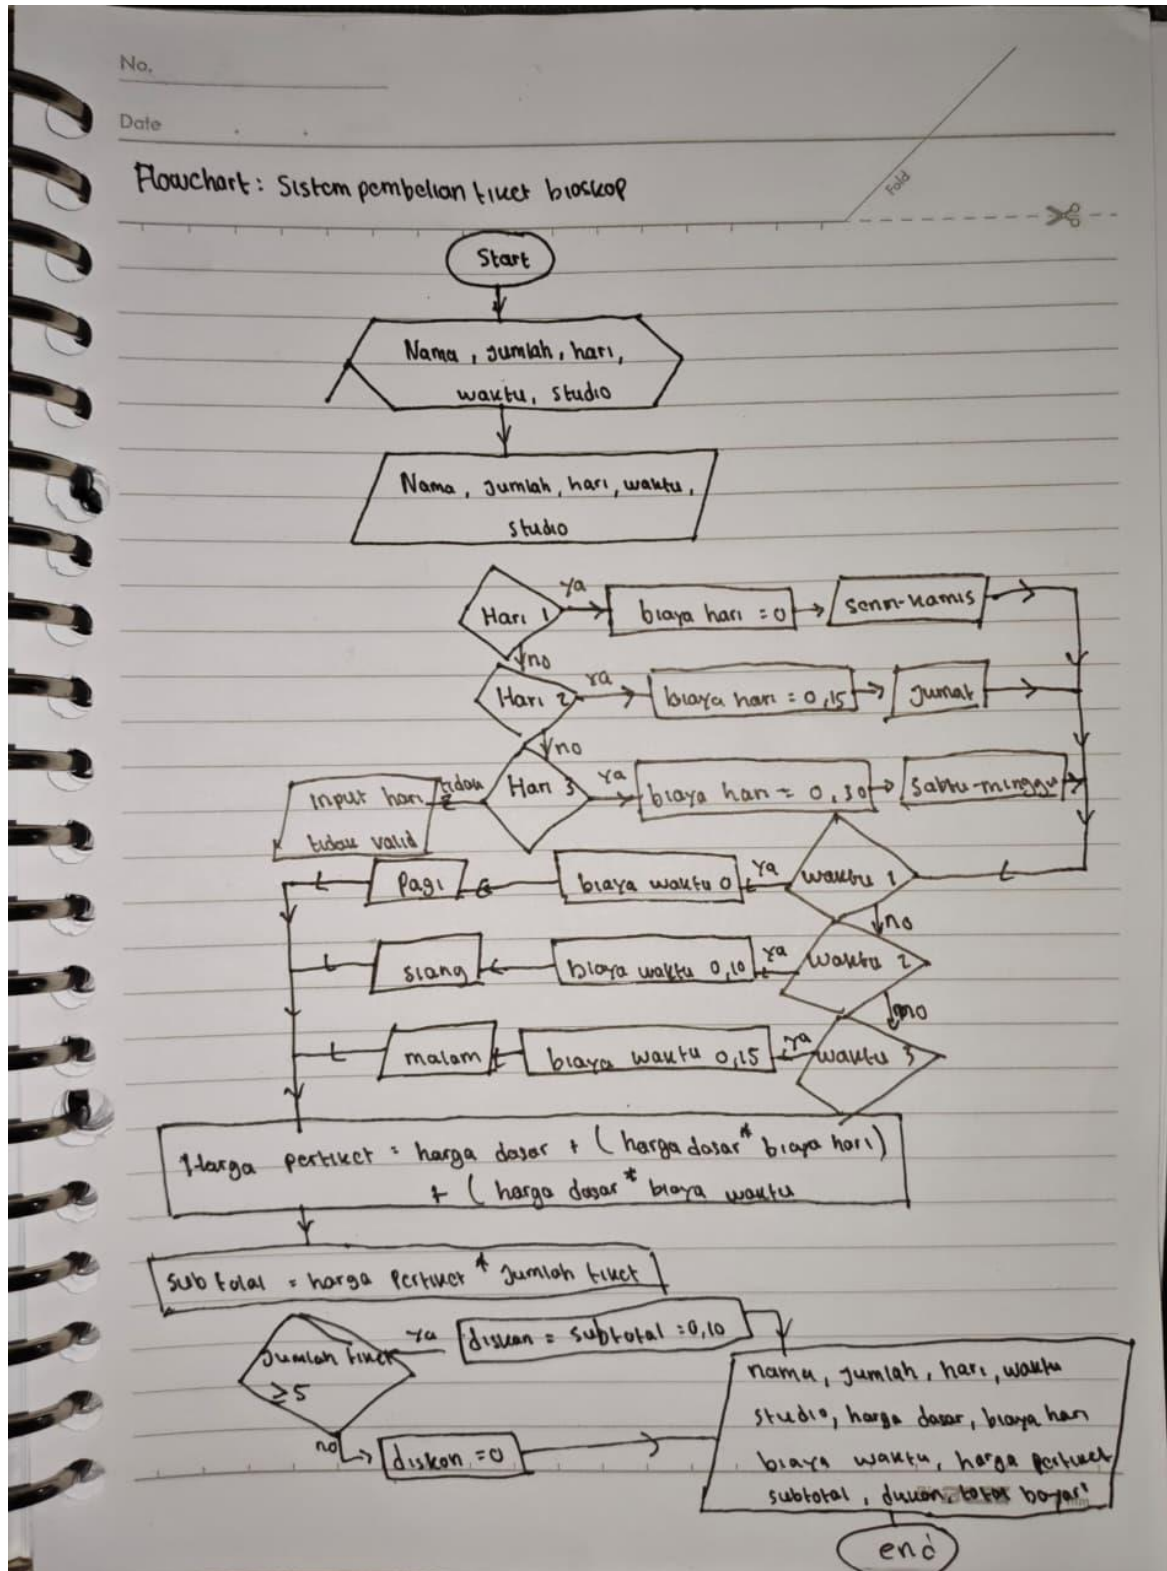 No.
Date
Flowchart: Sistem pembelian tiket bioskop
Fold
Start
Nama, jumlah, hari,
waktu, studio
Nama, jumlah, hari, waktu,
studio
Hari 1
ya
biaya hari = 0
senin-kamis
no
Hari 2
ya
biaya hari = 0,15
Jumat
no
Hari 3
ya
biaya hari = 0,30
Sabtu-minggu
tidak
input hari
tidak valid
waktu 1
ya
biaya waktu 0
Pagi
no
waktu 2
ya
biaya waktu 0,10
siang
no
waktu 3
ya
biaya waktu 0,15
malam
Harga pertiket = harga dasar + (harga dasar * biaya hari)
+ (harga dasar * biaya waktu
sub total = harga pertiket * Jumlah tiket
Jumlah tiket
≥5
ya
diskon = subtotal = 0,10
no
diskon = 0
nama, jumlah, hari, waktu
studio, harga dasar, biaya hari
biaya waktu, harga pertiket
subtotal, diskon, total bayar
end